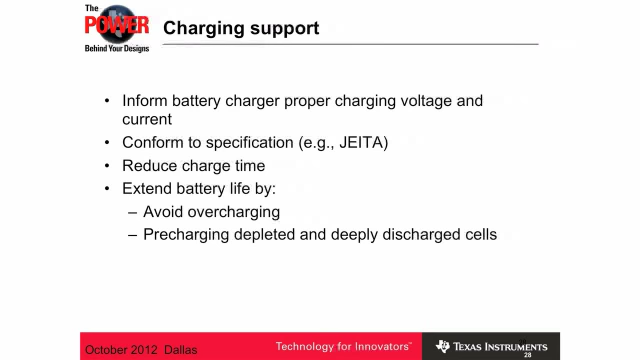 The
POWER
Behind Your Designs
Charging support
• Inform battery charger proper charging voltage and
current
• Conform to specification (e.g., JEITA)
• Reduce charge time
• Extend battery life by:
– Avoid overcharging
– Precharging depleted and deeply discharged cells
October 2012 Dallas
Technology for Innovators™
TEXAS INSTRUMENTS
28